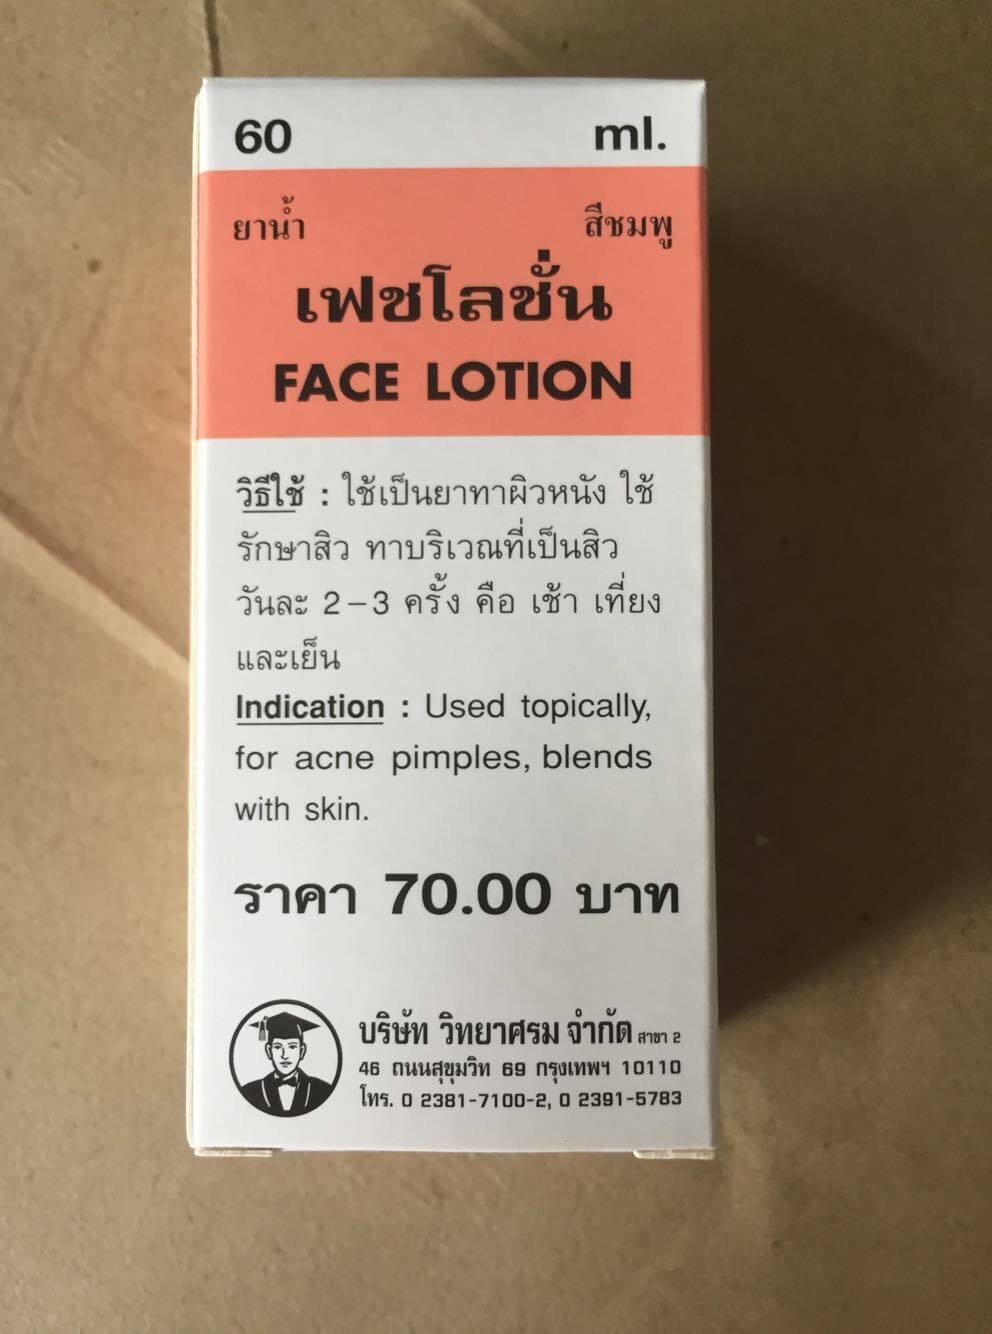 60 ml.
ยาน้ำ สีชมพู
เฟซโลชั่น
FACE LOTION
วิธีใช้ : ใช้เป็นยาทาผิวหนัง ใช้
รักษาสิว ทาบริเวณที่เป็นสิว
วันละ 2-3 ครั้ง คือ เช้า เที่ยง
และเย็น
Indication : Used topically,
for acne pimples, blends
with skin.
ราคา 70.00 บาท
บริษัท วิทยาศรม จำกัด สาขา 2
46 ถนนสุขุมวิท 69 กรุงเทพฯ 10110
โทร. 0 2381-7100-2, 0 2391-5783